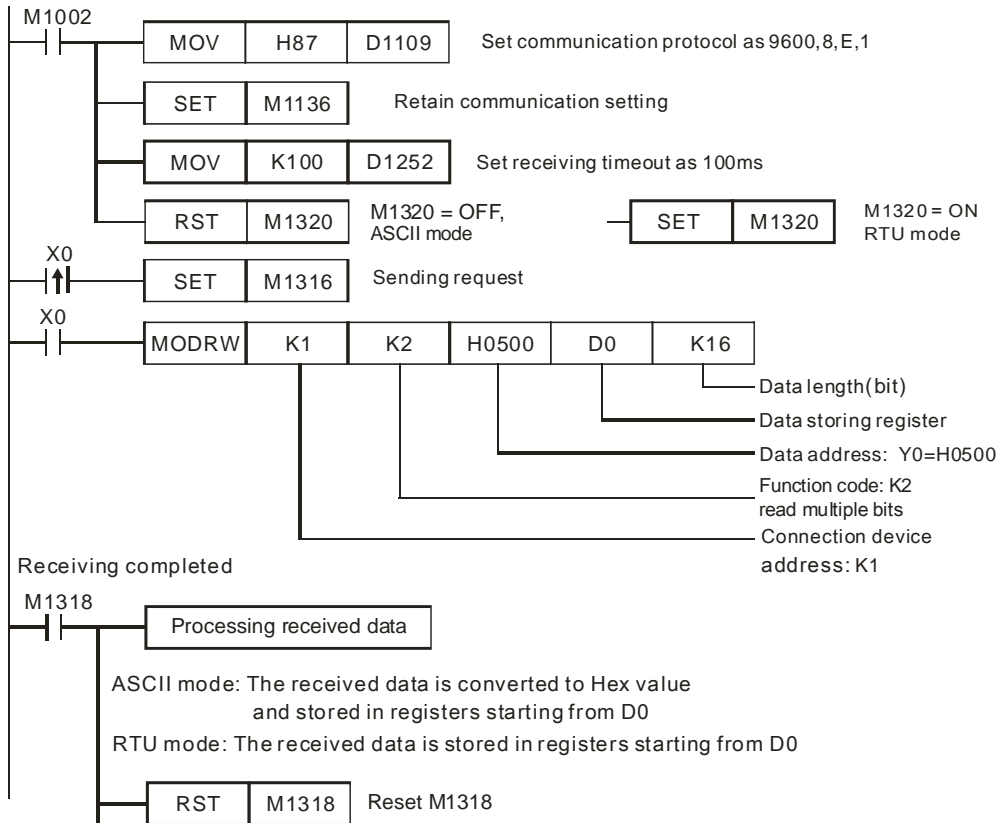 M1002
MOV H87 D1109 Set communication protocol as 9600,8,E,1
SET M1136 Retain communication setting
MOV K100 D1252 Set receiving timeout as 100ms
RST M1320 M1320 = OFF,
ASCII mode
SET M1320 M1320 = ON
RTU mode
X0
SET M1316 Sending request
X0
MODRW K1 K2 H0500 D0 K16
Data length(bit)
Data storing register
Data address: Y0=H0500
Function code: K2
read multiple bits
Connection device
address: K1
Receiving completed
M1318
Processing received data
ASCII mode: The received data is converted to Hex value
and stored in registers starting from D0
RTU mode: The received data is stored in registers starting from D0
RST M1318 Reset M1318